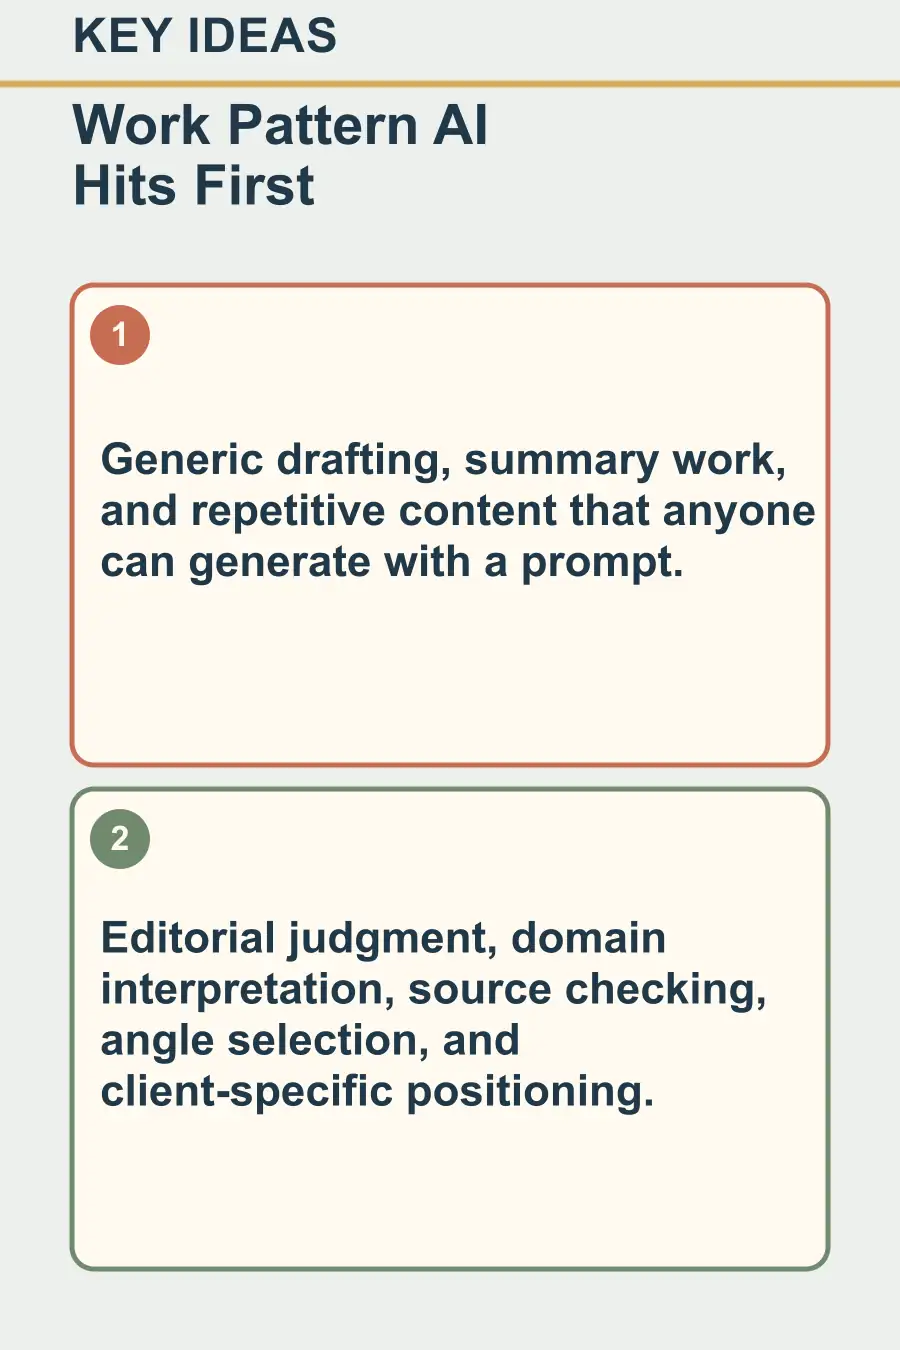 KEY IDEAS
Work Pattern AI
Hits First
1
Generic drafting, summary work,
and repetitive content that anyone
can generate with a prompt.
2
Editorial judgment, domain
interpretation, source checking,
angle selection, and
client-specific positioning.